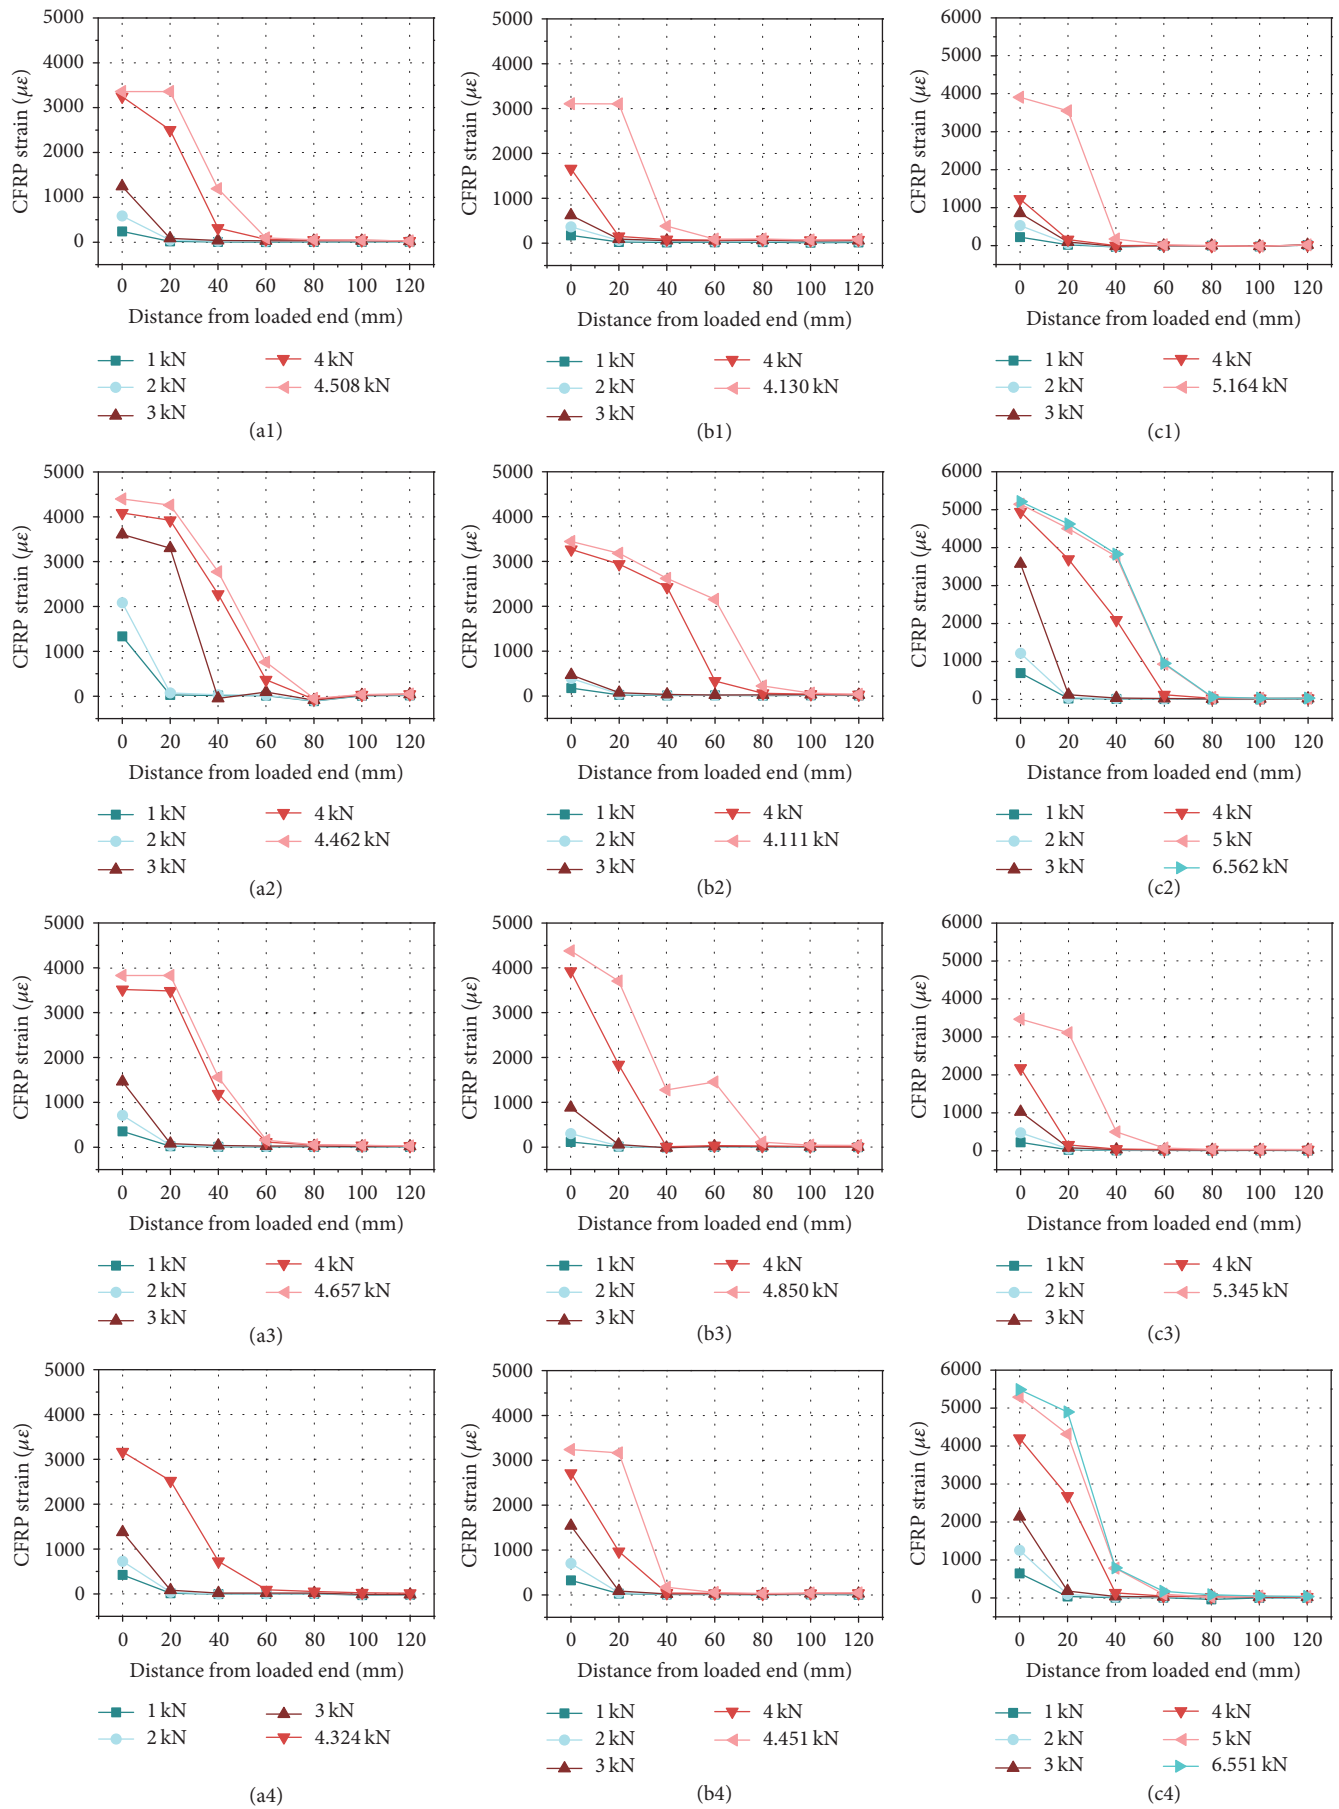 5000
4000
3000
2000
1000
0
CFRP strain (με)
0 20 40 60 80 100 120
Distance from loaded end (mm)
1 kN
2 kN
3 kN
4 kN
4.508 kN
(a1)
5000
4000
3000
2000
1000
0
CFRP strain (με)
0 20 40 60 80 100 120
Distance from loaded end (mm)
1 kN
2 kN
3 kN
4 kN
4.130 kN
(b1)
6000
5000
4000
3000
2000
1000
0
CFRP strain (με)
0 20 40 60 80 100 120
Distance from loaded end (mm)
1 kN
2 kN
3 kN
4 kN
5.164 kN
(c1)
5000
4000
3000
2000
1000
0
CFRP strain (με)
0 20 40 60 80 100 120
Distance from loaded end (mm)
1 kN
2 kN
3 kN
4 kN
4.462 kN
(a2)
5000
4000
3000
2000
1000
0
CFRP strain (με)
0 20 40 60 80 100 120
Distance from loaded end (mm)
1 kN
2 kN
3 kN
4 kN
4.111 kN
(b2)
6000
5000
4000
3000
2000
1000
0
CFRP strain (με)
0 20 40 60 80 100 120
Distance from loaded end (mm)
1 kN
2 kN
3 kN
4 kN
5 kN
6.562 kN
(c2)
5000
4000
3000
2000
1000
0
CFRP strain (με)
0 20 40 60 80 100 120
Distance from loaded end (mm)
1 kN
2 kN
3 kN
4 kN
4.657 kN
(a3)
5000
4000
3000
2000
1000
0
CFRP strain (με)
0 20 40 60 80 100 120
Distance from loaded end (mm)
1 kN
2 kN
3 kN
4 kN
4.850 kN
(b3)
6000
5000
4000
3000
2000
1000
0
CFRP strain (με)
0 20 40 60 80 100 120
Distance from loaded end (mm)
1 kN
2 kN
3 kN
4 kN
5.345 kN
(c3)
5000
4000
3000
2000
1000
0
CFRP strain (με)
0 20 40 60 80 100 120
Distance from loaded end (mm)
1 kN
2 kN
3 kN
4.324 kN
(a4)
5000
4000
3000
2000
1000
0
CFRP strain (με)
0 20 40 60 80 100 120
Distance from loaded end (mm)
1 kN
2 kN
3 kN
4 kN
4.451 kN
(b4)
6000
5000
4000
3000
2000
1000
0
CFRP strain (με)
0 20 40 60 80 100 120
Distance from loaded end (mm)
1 kN
2 kN
3 kN
4 kN
5 kN
6.551 kN
(c4)